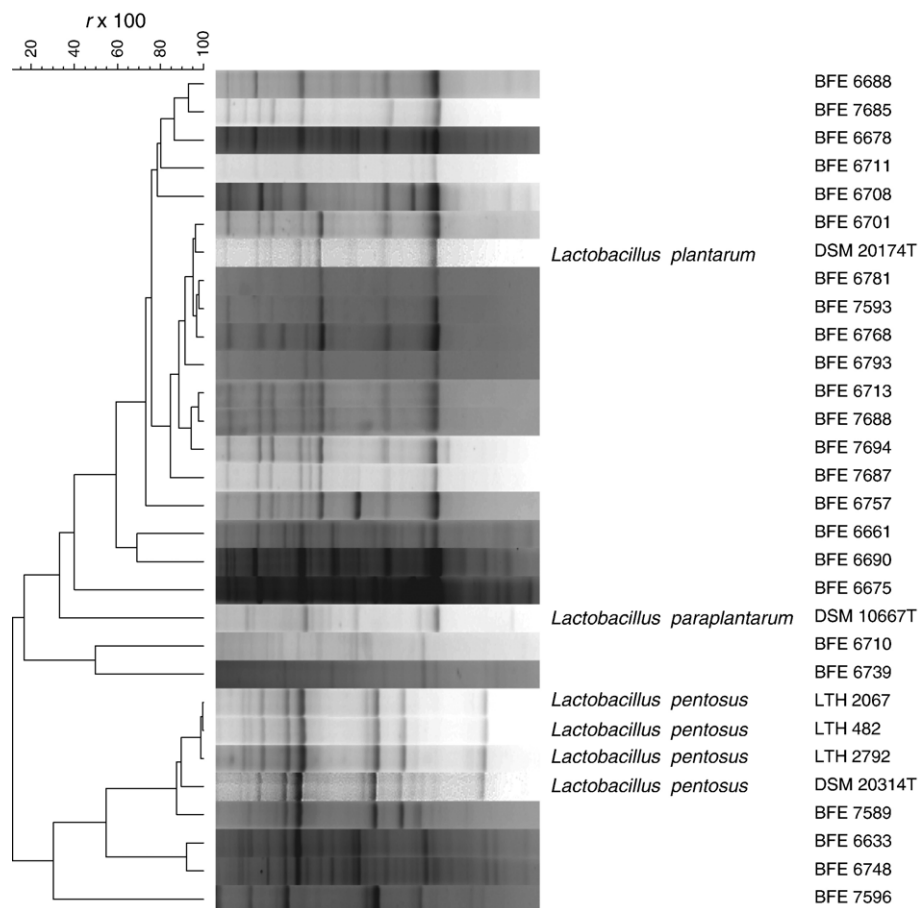 r x 100
20 40 60 80 100
BFE 6688
BFE 7685
BFE 6678
BFE 6711
BFE 6708
BFE 6701
Lactobacillus plantarum DSM 20174T
BFE 6781
BFE 7593
BFE 6768
BFE 6793
BFE 6713
BFE 7688
BFE 7694
BFE 7687
BFE 6757
BFE 6661
BFE 6690
BFE 6675
Lactobacillus paraplantarum DSM 10667T
BFE 6710
BFE 6739
Lactobacillus pentosus LTH 2067
Lactobacillus pentosus LTH 482
Lactobacillus pentosus LTH 2792
Lactobacillus pentosus DSM 20314T
BFE 7589
BFE 6633
BFE 6748
BFE 7596